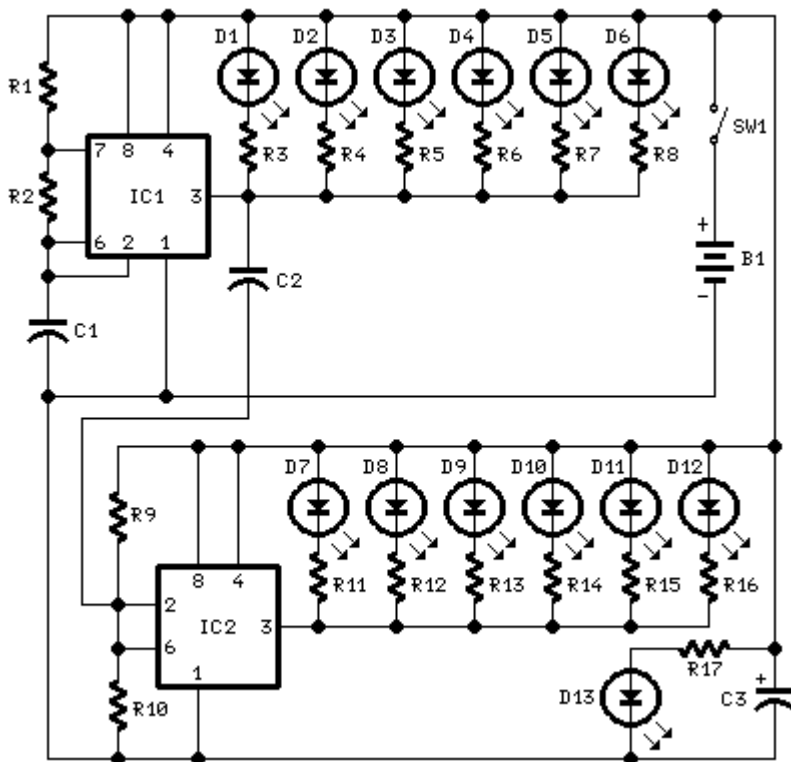 D1 D2 D3 D4 D5 D6
R1
SW1
7 8 4
R3 R4 R5 R6 R7 R8
R2 IC1 3
+
6 2 1
C2
B1
-
C1
D7 D8 D9 D10 D11 D12
R9
8 4
R11 R12 R13 R14 R15 R16
2
IC2 3
6
R17
1
+
D13 C3
R10